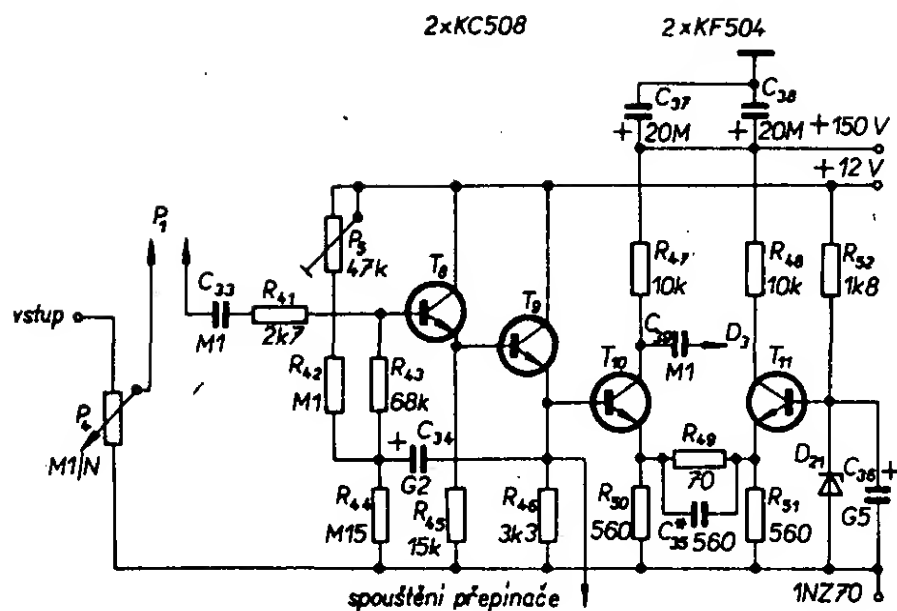 2xKC508 2xKF504
C37
20M
C38
20M
+150 V
+12 V
P1
P5
47k
T8
T9
R47
10k
R48
10k
R52
1k8
C33
M1
R41
2k7
vstup
P4
M1/N
R42
M1
R43
68k
C34
G2
D3
M1
T10
T11
R49
70
C35*
560
D21
C36
G5
R44
M15
R45
15k
R46
3k3
R50
560
R51
560
1NZ70
spouštění přepínače